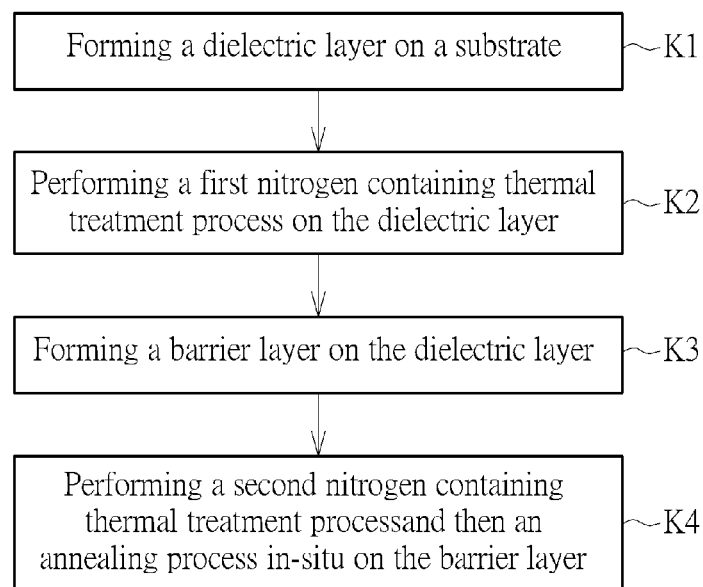 Forming a dielectric layer on a substrate
K1
Performing a first nitrogen containing thermal
treatment process on the dielectric layer
K2
Forming a barrier layer on the dielectric layer
K3
Performing a second nitrogen containing
thermal treatment processand then an
annealing process in-situ on the barrier layer
K4